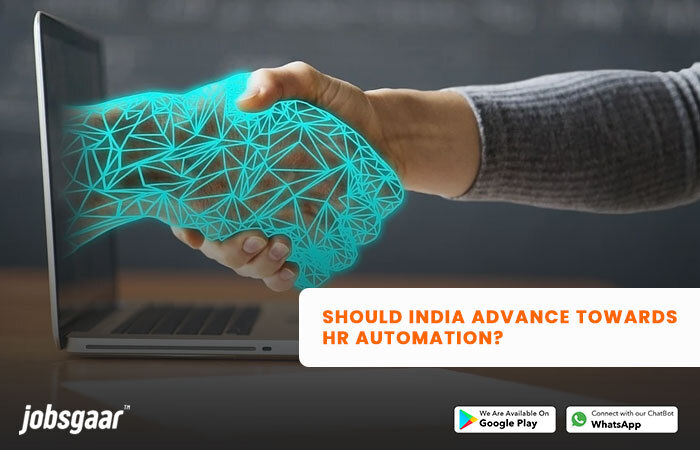 SHOULD INDIA ADVANCE TOWARDS
HR AUTOMATION?
jobsgaar™
We Are Available On
Google Play
Connect with our ChatBot
WhatsApp